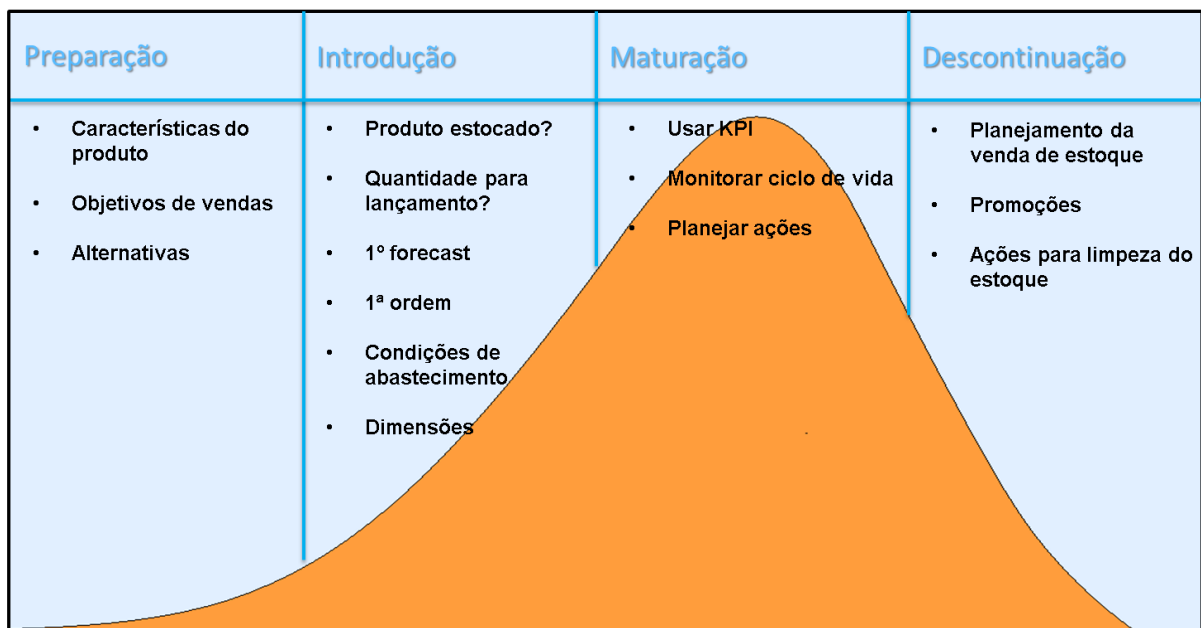 Preparação
Introdução
Maturação
Descontinuação
• Características do
produto
• Objetivos de vendas
• Alternativas
• Produto estocado?
• Quantidade para
lançamento?
• 1º forecast
• 1ª ordem
• Condições de
abastecimento
• Dimensões
• Usar KPI
• Monitorar ciclo de vida
• Planejar ações
• Planejamento da
venda de estoque
• Promoções
• Ações para limpeza do
estoque